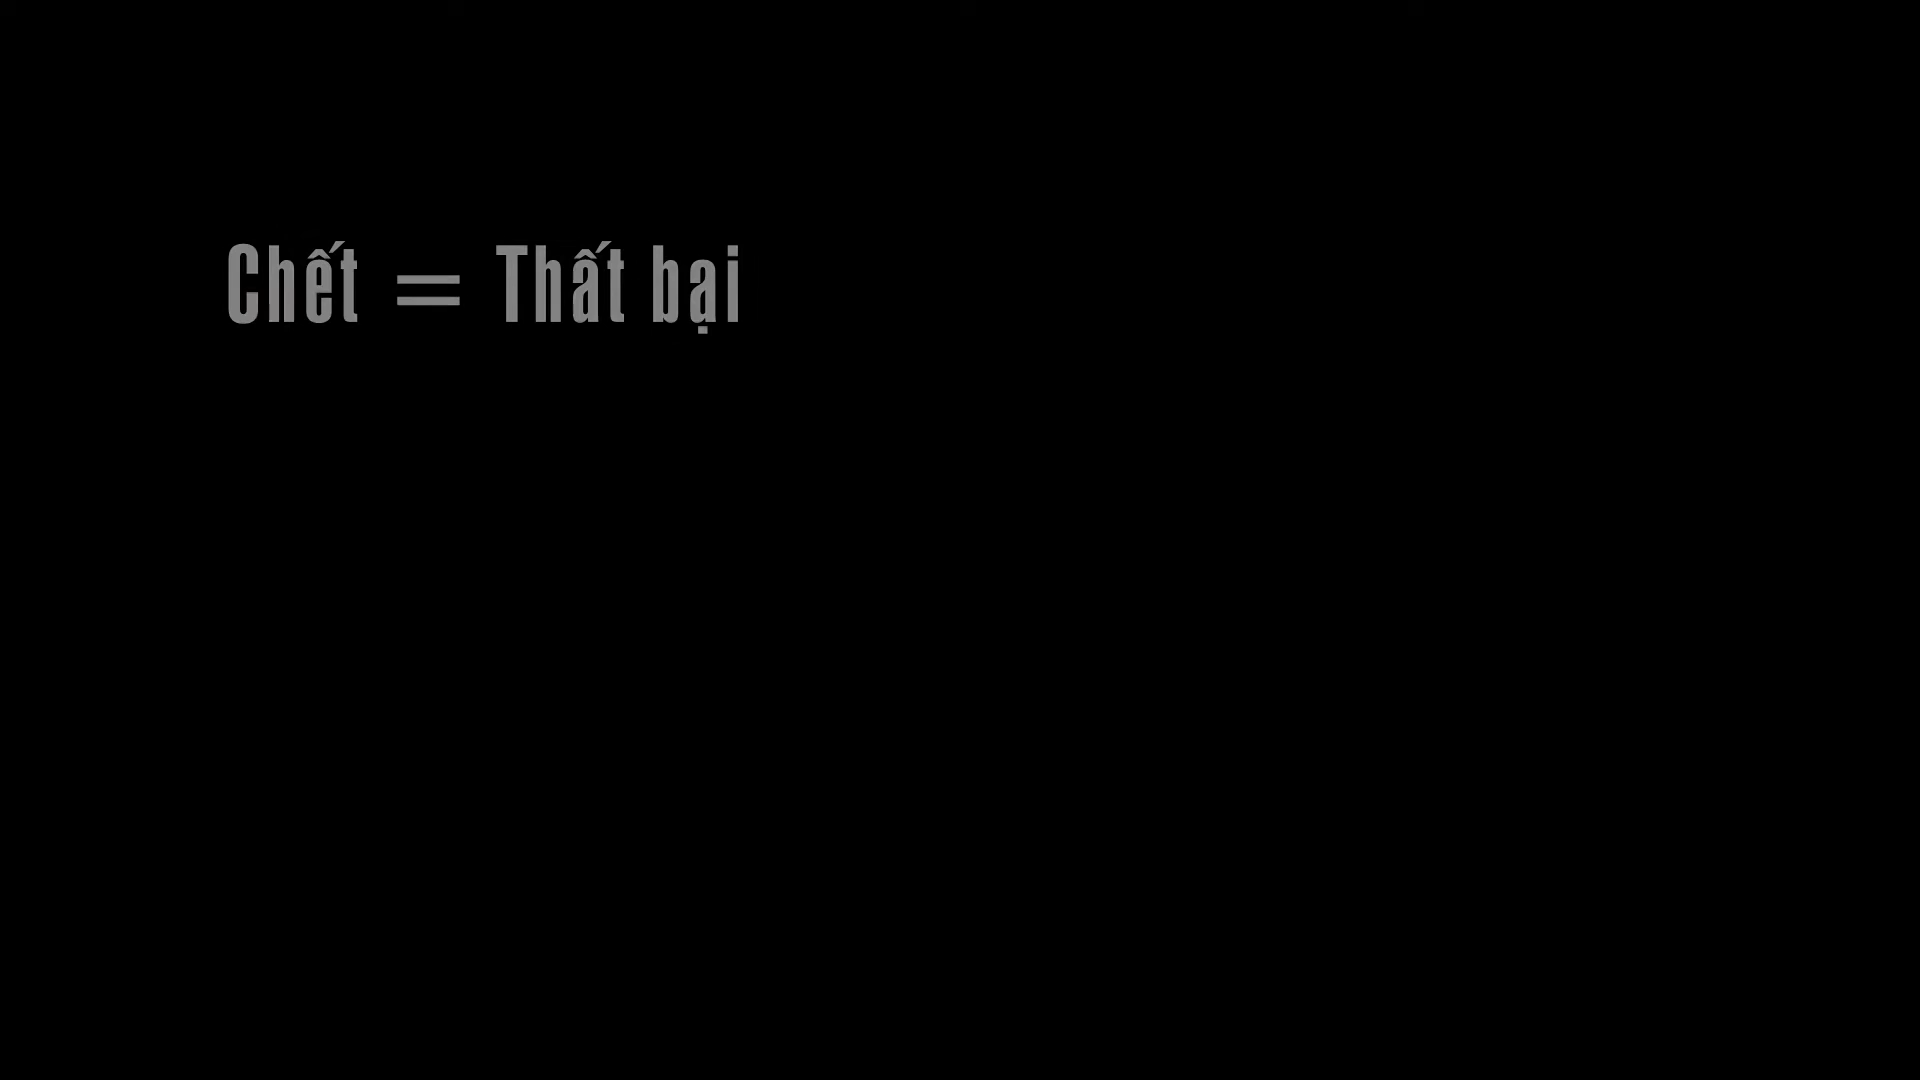 Chết = Thất bại